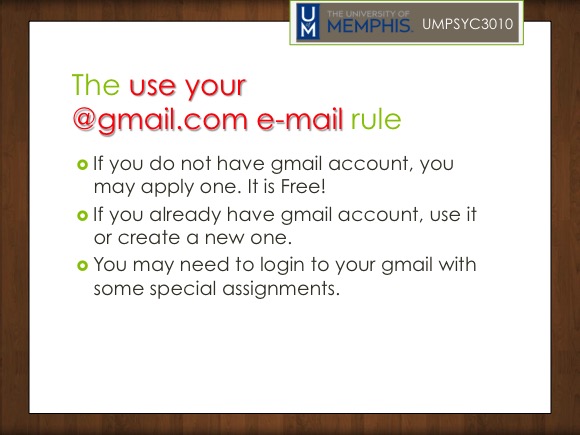 UM
THE UNIVERSITY OF
MEMPHIS.
UMPSYC3010
The use your
@gmail.com e-mail rule
If you do not have gmail account, you
may apply one. It is Free!
If you already have gmail account, use it
or create a new one.
You may need to login to your gmail with
some special assignments.